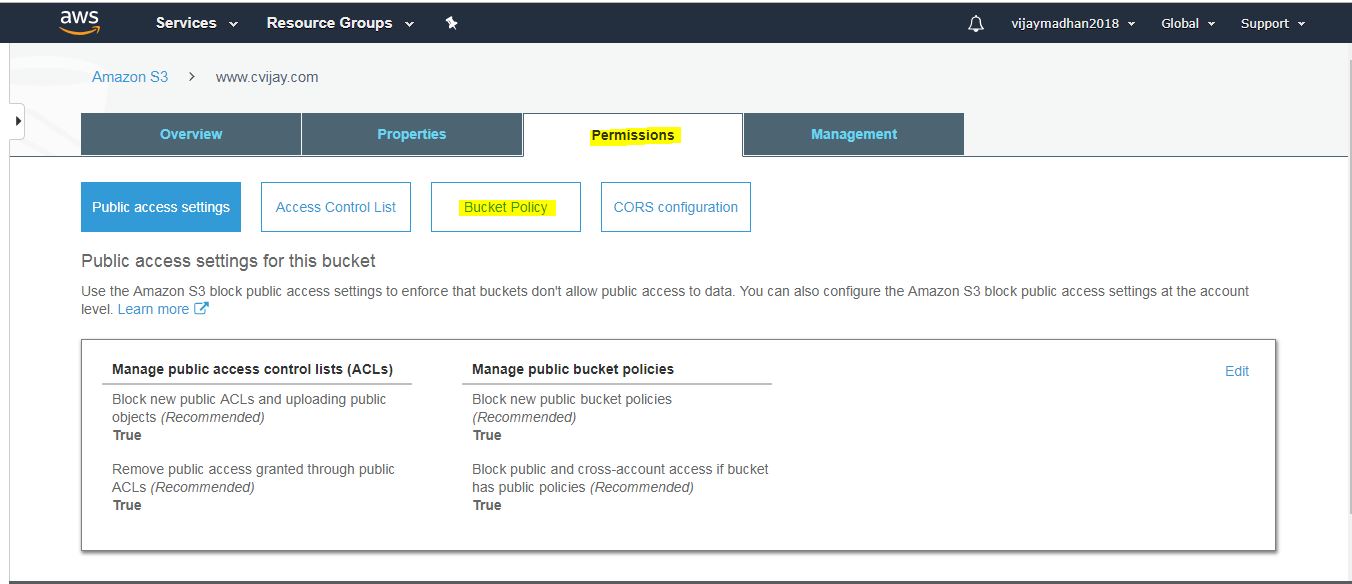 aws Services Resource Groups vijaymadhan2018 Global Support
Amazon S3 > www.cvijay.com
Overview Properties Permissions Management
Public access settings Access Control List Bucket Policy CORS configuration
Public access settings for this bucket
Use the Amazon S3 block public access settings to enforce that buckets don't allow public access to data. You can also configure the Amazon S3 block public access settings at the account
level. Learn more
Manage public access control lists (ACLs)
Block new public ACLs and uploading public
objects (Recommended)
True
Remove public access granted through public
ACLs (Recommended)
True
Manage public bucket policies
Block new public bucket policies
(Recommended)
True
Block public and cross-account access if bucket
has public policies (Recommended)
True
Edit